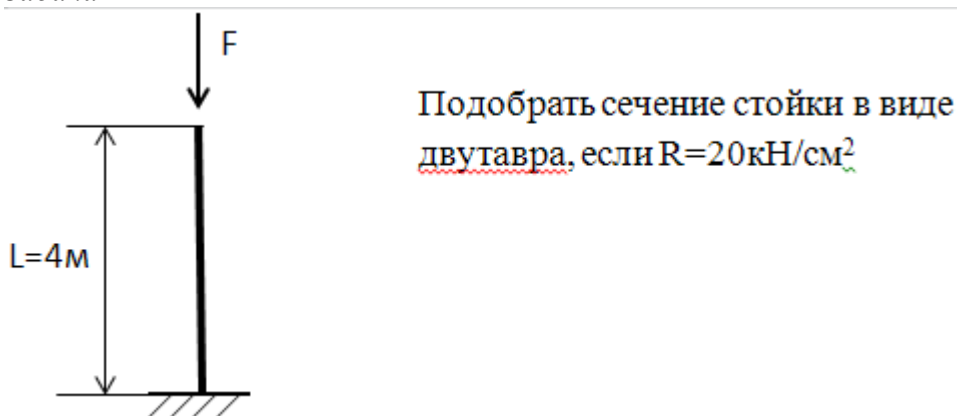 F
Подобрать сечение стойки в виде
двутавра, если R=20кН/см²
L=4м